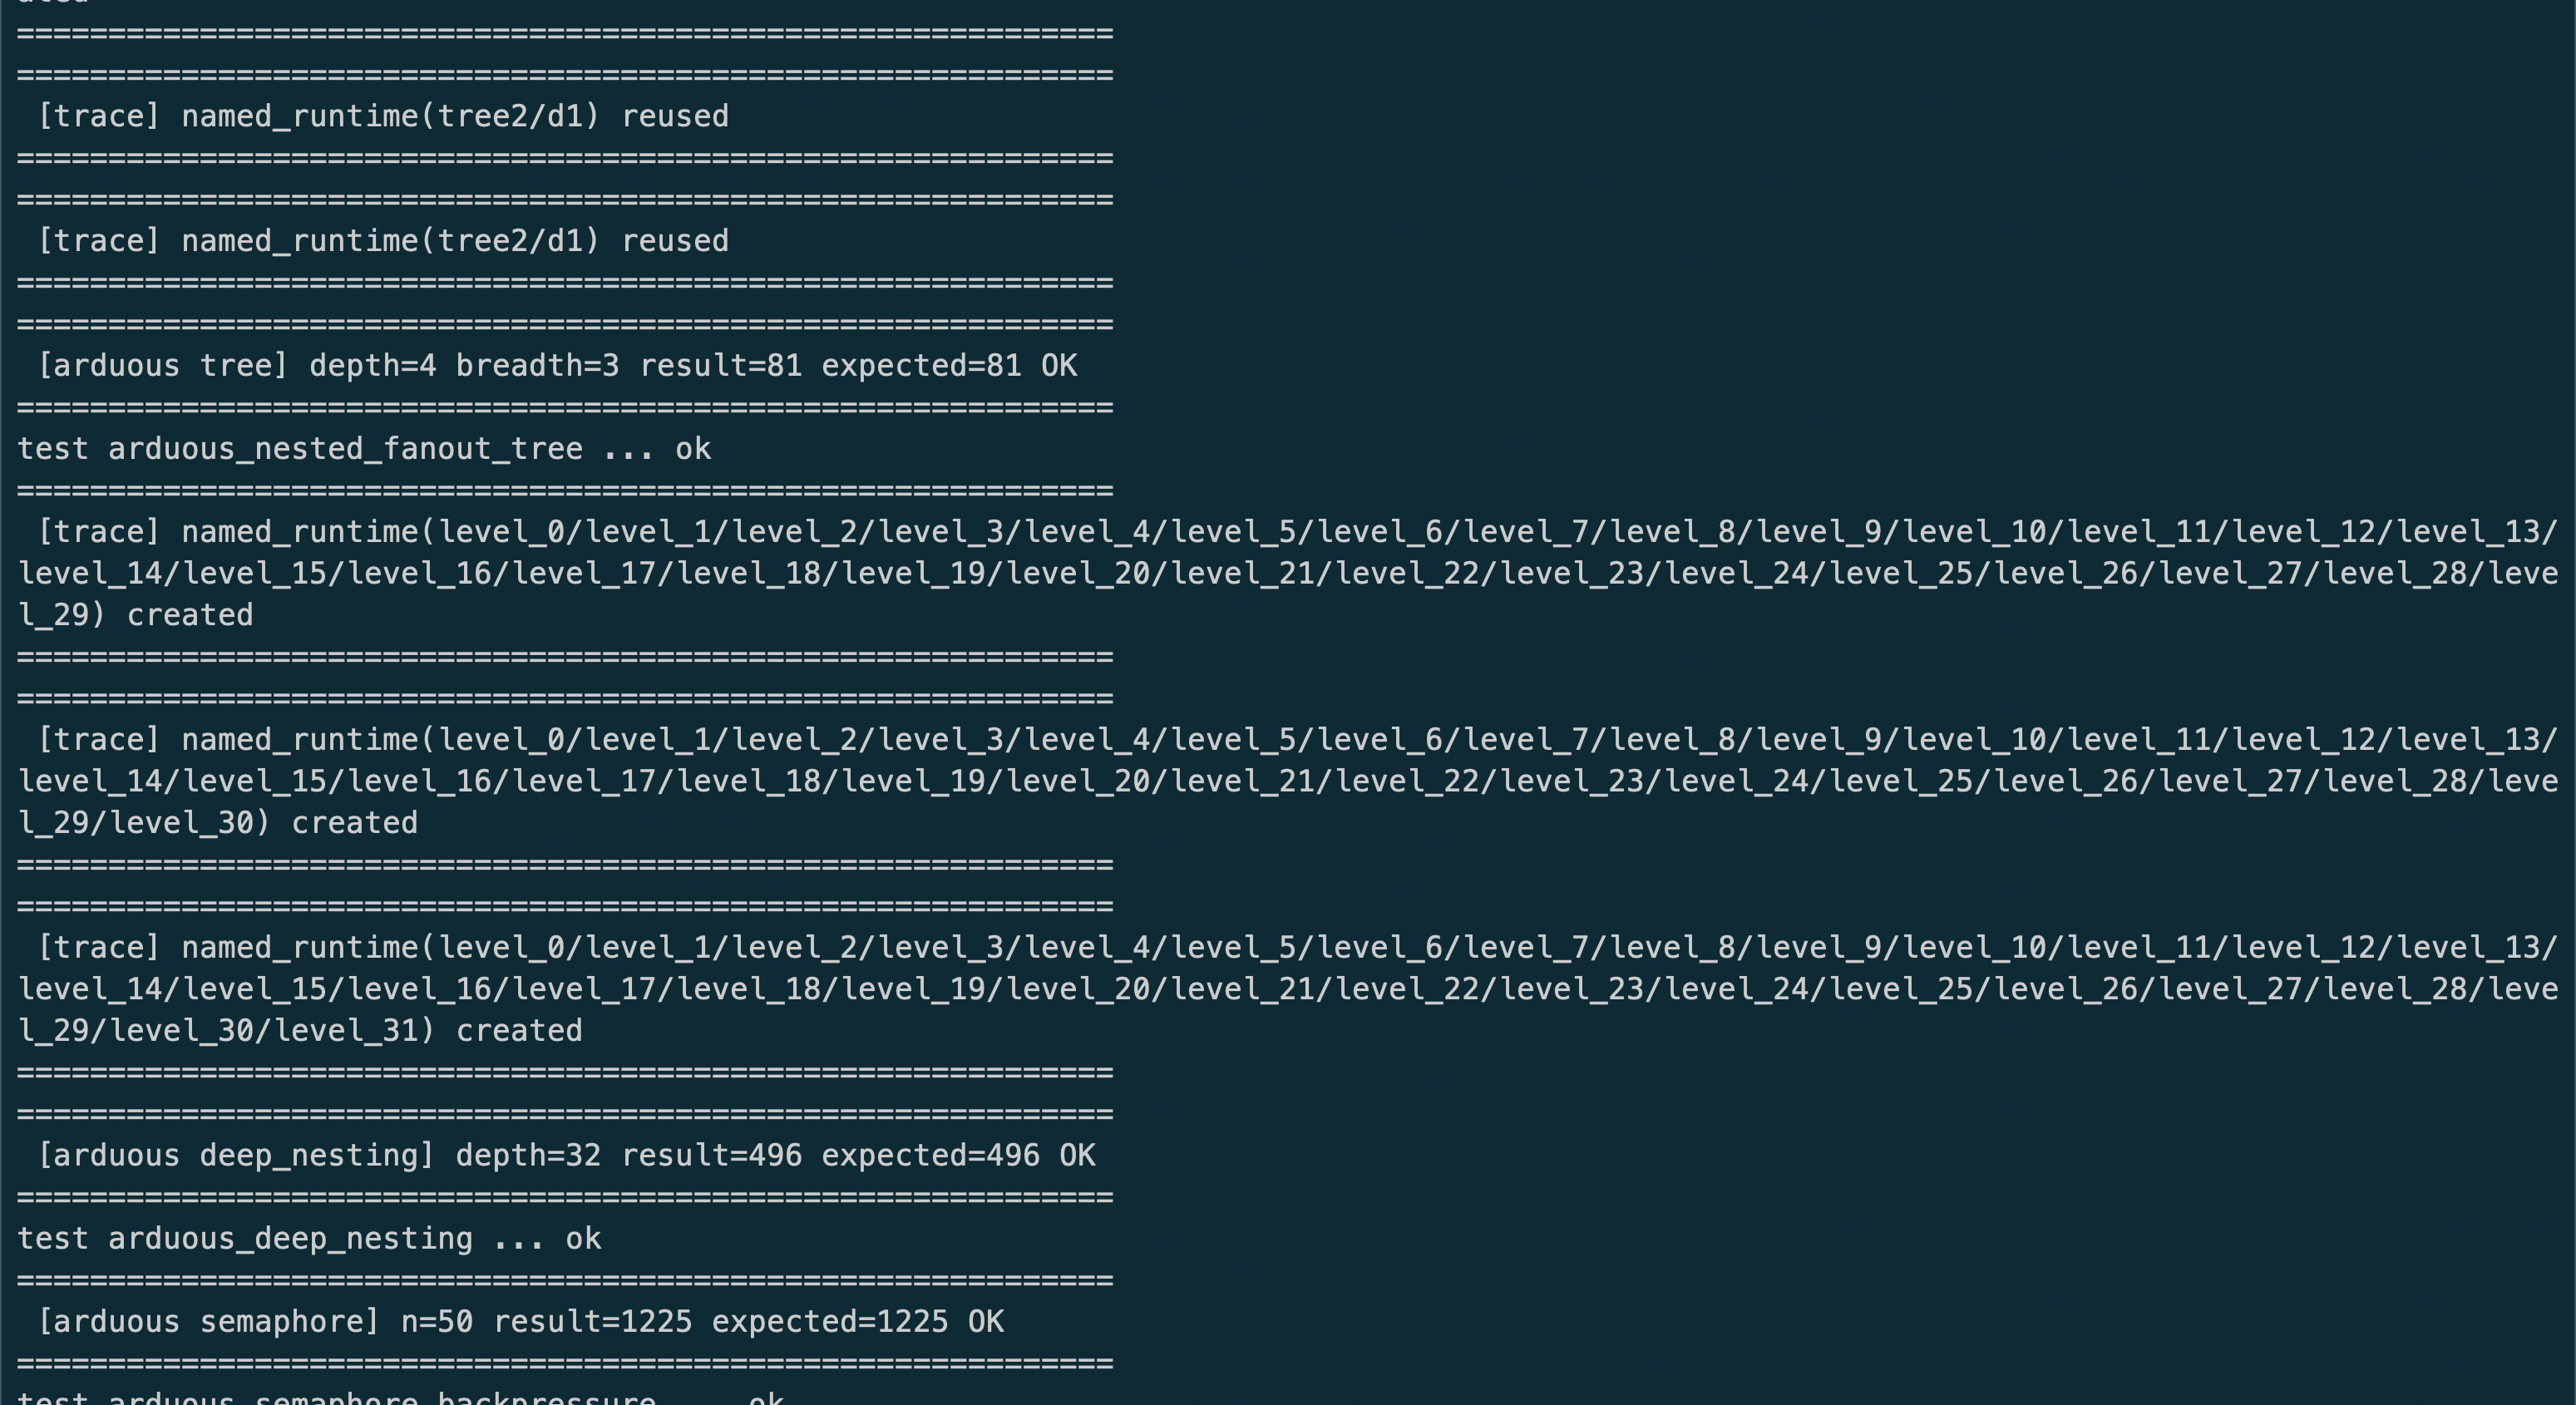 ============================================================
============================================================
 [trace] named_runtime(tree2/d1) reused
============================================================
============================================================
 [trace] named_runtime(tree2/d1) reused
============================================================
============================================================
 [arduous tree] depth=4 breadth=3 result=81 expected=81 OK
============================================================
test arduous_nested_fanout_tree ... ok
============================================================
 [trace] named_runtime(level_0/level_1/level_2/level_3/level_4/level_5/level_6/level_7/level_8/level_9/level_10/level_11/level_12/level_13/
level_14/level_15/level_16/level_17/level_18/level_19/level_20/level_21/level_22/level_23/level_24/level_25/level_26/level_27/level_28/leve
l_29) created
============================================================
============================================================
 [trace] named_runtime(level_0/level_1/level_2/level_3/level_4/level_5/level_6/level_7/level_8/level_9/level_10/level_11/level_12/level_13/
level_14/level_15/level_16/level_17/level_18/level_19/level_20/level_21/level_22/level_23/level_24/level_25/level_26/level_27/level_28/leve
l_29/level_30) created
============================================================
============================================================
 [trace] named_runtime(level_0/level_1/level_2/level_3/level_4/level_5/level_6/level_7/level_8/level_9/level_10/level_11/level_12/level_13/
level_14/level_15/level_16/level_17/level_18/level_19/level_20/level_21/level_22/level_23/level_24/level_25/level_26/level_27/level_28/leve
l_29/level_30/level_31) created
============================================================
============================================================
 [arduous deep_nesting] depth=32 result=496 expected=496 OK
============================================================
test arduous_deep_nesting ... ok
============================================================
 [arduous semaphore] n=50 result=1225 expected=1225 OK
============================================================
test arduous_semaphore_backpressure ... ok